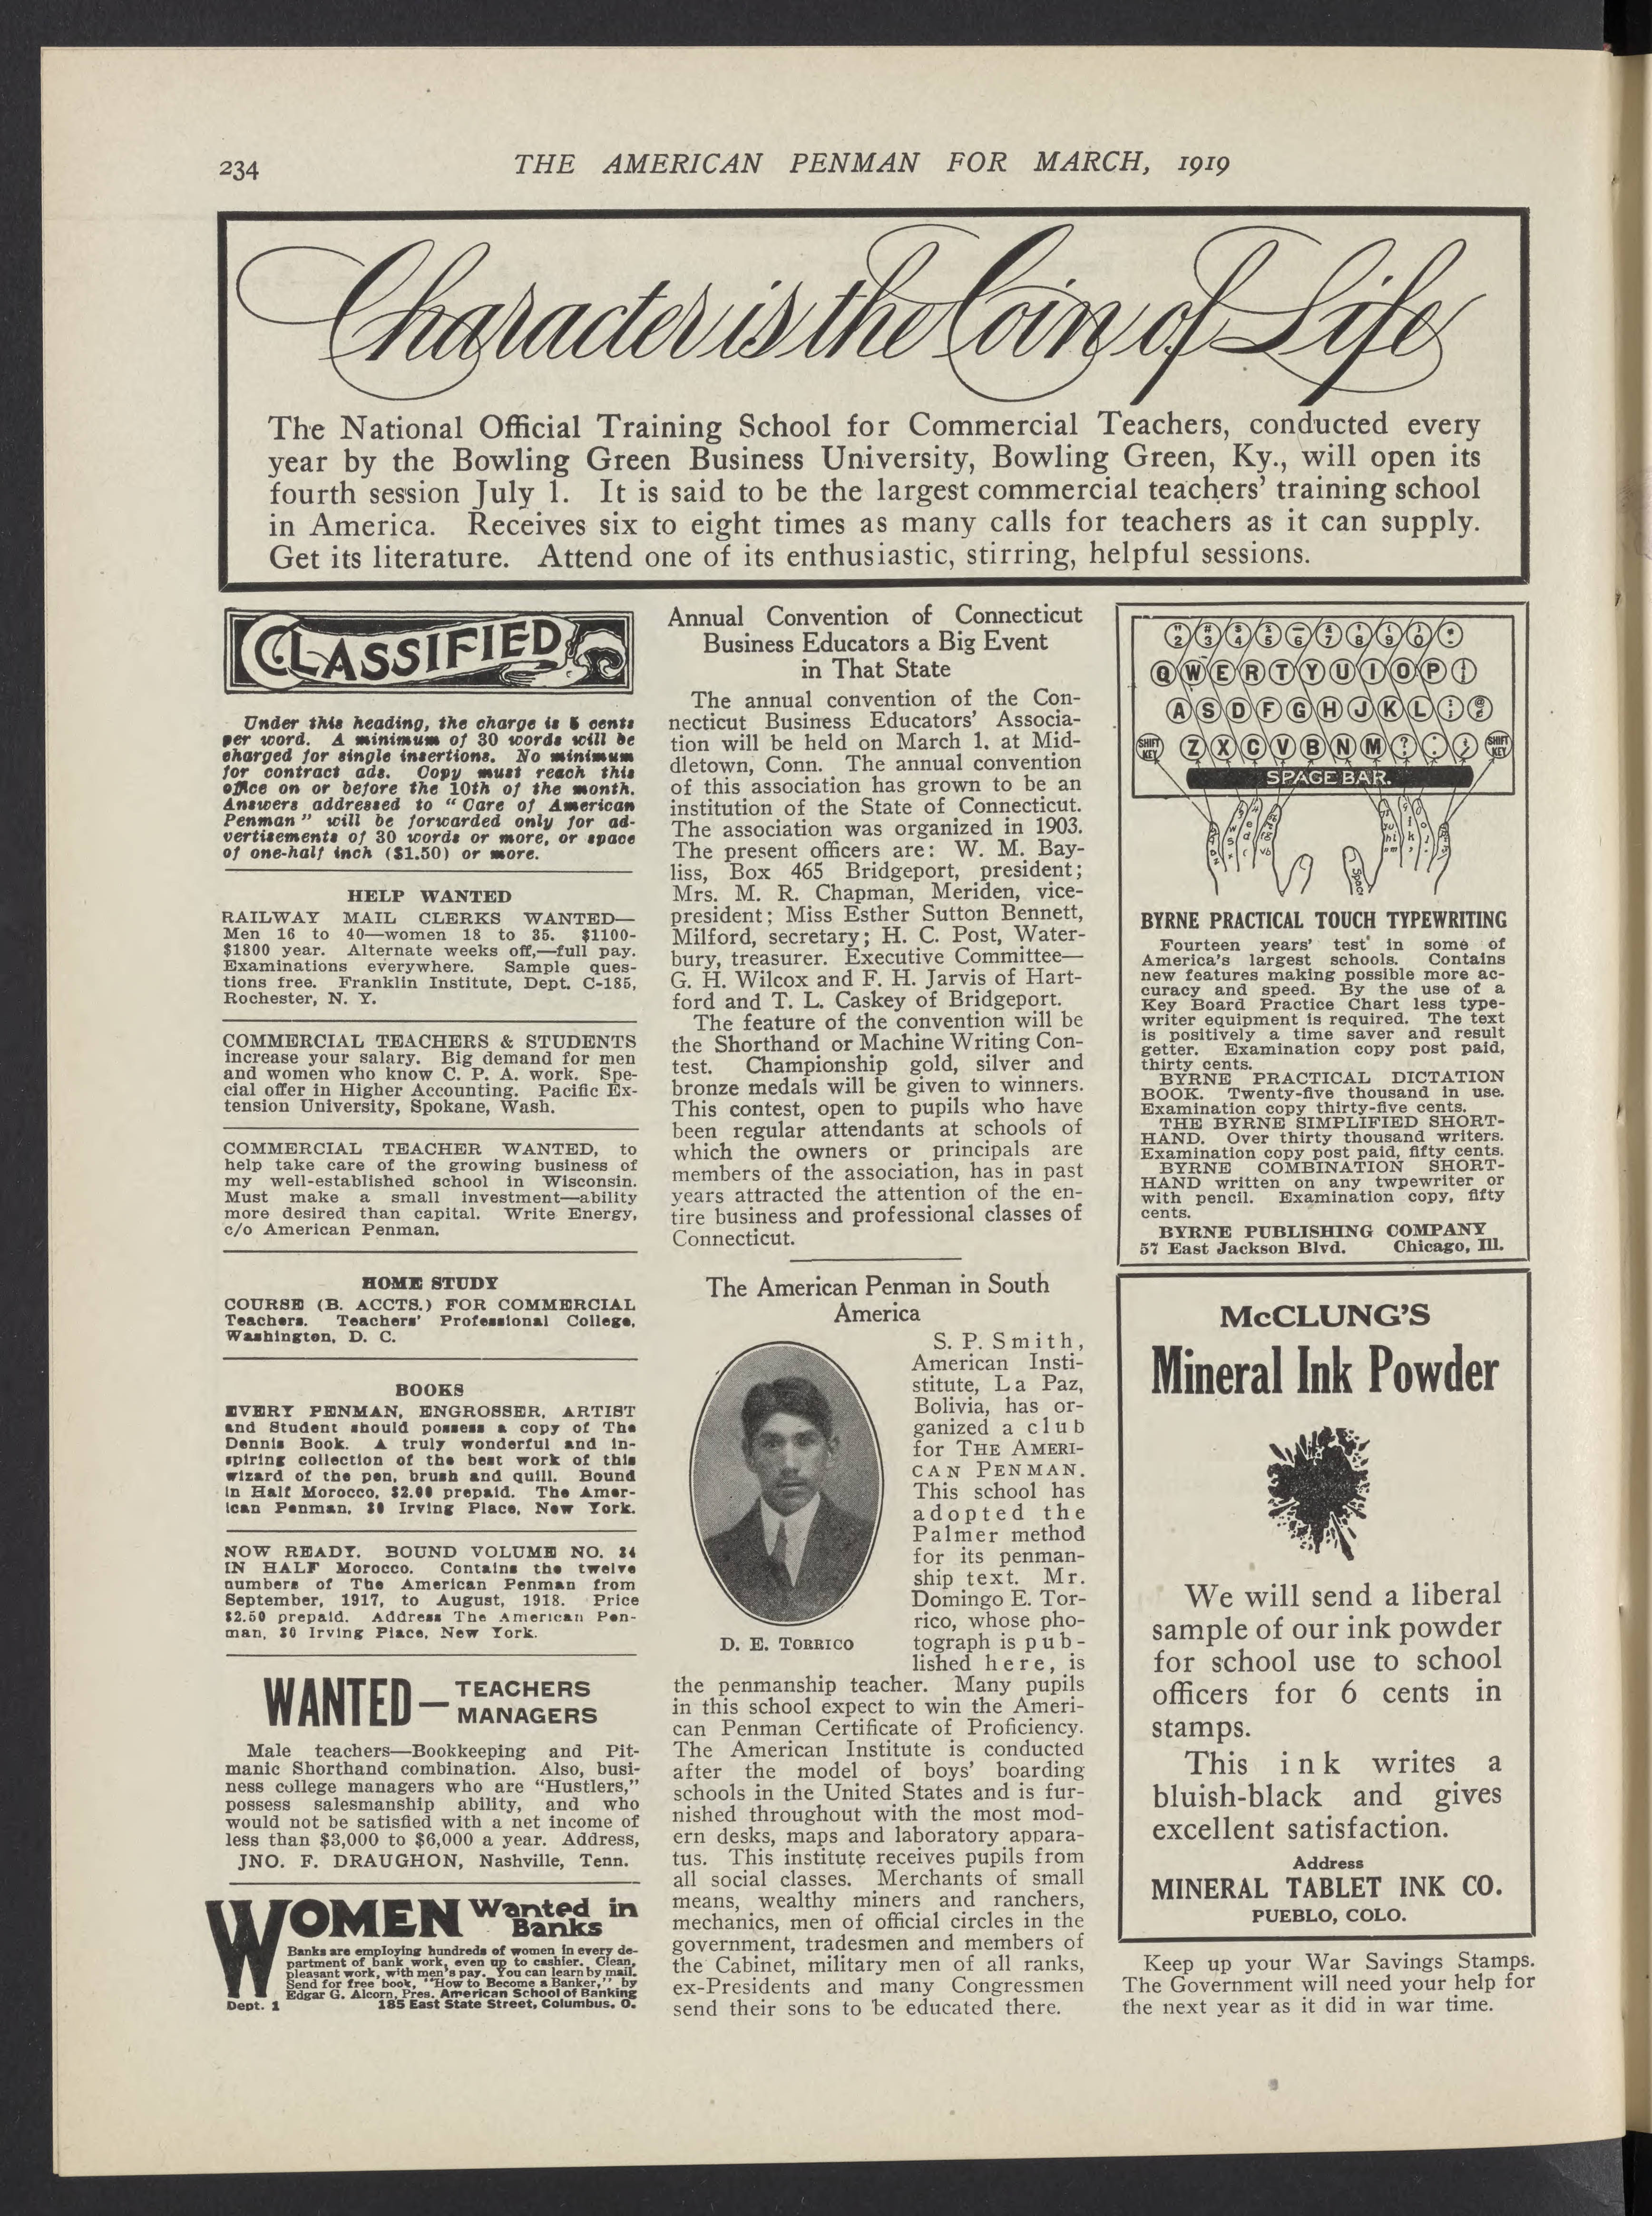 234
THE AMERICAN PENMAN FOR MARCH, 1919
Character is the Coin of Life
The National Official Training School for Commercial Teachers, conducted every
year by the Bowling Green Business University, Bowling Green, Ky., will open its
fourth session July 1. It is said to be the largest commercial teachers' training school
in America. Receives six to eight times as many calls for teachers as it can supply.
Get its literature. Attend one of its enthusiastic, stirring, helpful sessions.
CLASSIFIED
Under this heading, the charge is 5 cents
per word. A minimum of 30 words will be
charged for single insertions. No minimum
for contract ads. Copy must reach this
office on or before the 10th of the month.
Answers addressed to "Care of American
Penman" will be forwarded only for ad-
vertisements of 30 words or more, or space
of one-half inch ($1.50) or more.
HELP WANTED
RAILWAY MAIL CLERKS WANTED—
Men 16 to 40—women 18 to 35. $1100-
$1800 year. Alternate weeks off,—full pay.
Examinations everywhere. Sample ques-
tions free. Franklin Institute, Dept. C-185,
Rochester, N. Y.
COMMERCIAL TEACHERS & STUDENTS
increase your salary. Big demand for men
and women who know C. P. A. work. Spe-
cial offer in Higher Accounting. Pacific Ex-
tension University, Spokane, Wash.
COMMERCIAL TEACHER WANTED, to
help take care of the growing business of
my well-established school in Wisconsin.
Must make a small investment—ability
more desired than capital. Write Energy,
c/o American Penman.
HOME STUDY
COURSE (B. ACCTS.) FOR COMMERCIAL
Teachers. Teachers' Professional College,
Washington, D. C.
BOOKS
EVERY PENMAN, ENGROSSER, ARTIST
and Student should possess a copy of The
Dennis Book. A truly wonderful and in-
spiring collection of the best work of this
wizard of the pen, brush and quill. Bound
in Half Morocco, $2.00 prepaid. The Amer-
ican Penman, 30 Irving Place, New York.
NOW READY. BOUND VOLUME NO. 34
IN HALF Morocco. Contains the twelve
numbers of The American Penman from
September, 1917, to August, 1918. Price
$2.50 prepaid. Address The American Pen-
man, 30 Irving Place, New York.
WANTED— TEACHERS
MANAGERS
Male teachers—Bookkeeping and Pit-
manic Shorthand combination. Also, busi-
ness college managers who are "Hustlers,"
possess salesmanship ability, and who
would not be satisfied with a net income of
less than $3,000 to $6,000 a year. Address,
JNO. F. DRAUGHON, Nashville, Tenn.
WOMEN Wanted in
Banks
Banks are employing hundreds of women in every de-
partment of bank work, even up to cashier. Clean,
pleasant work, with men's pay. You can learn by mail.
Send for free book, "How to Become a Banker," by
Edgar G. Alcorn, Pres. American School of Banking
Dept. 1 185 East State Street, Columbus, O.
Annual Convention of Connecticut
Business Educators a Big Event
in That State
The annual convention of the Con-
necticut Business Educators' Associa-
tion will be held on March 1, at Mid-
dletown, Conn. The annual convention
of this association has grown to be an
institution of the State of Connecticut.
The association was organized in 1903.
The present officers are: W. M. Bay-
liss, Box 465 Bridgeport, president;
Mrs. M. R. Chapman, Meriden, vice-
president; Miss Esther Sutton Bennett,
Milford, secretary; H. C. Post, Water-
bury, treasurer. Executive Committee—
G. H. Wilcox and F. H. Jarvis of Hart-
ford and T. L. Caskey of Bridgeport.
The feature of the convention will be
the Shorthand or Machine Writing Con-
test. Championship gold, silver and
bronze medals will be given to winners.
This contest, open to pupils who have
been regular attendants at schools of
which the owners or principals are
members of the association, has in past
years attracted the attention of the en-
tire business and professional classes of
Connecticut.
The American Penman in South
America
S. P. Smith,
American Insti-
stitute, La Paz,
Bolivia, has or-
ganized a club
for THE AMERI-
CAN PENMAN.
This school has
adopted the
Palmer method
for its penman-
ship text. Mr.
Domingo E. Tor-
rico, whose pho-
tograph is pub-
lished here, is
D. E. TORRICO
the penmanship teacher. Many pupils
in this school expect to win the Ameri-
can Penman Certificate of Proficiency.
The American Institute is conducted
after the model of boys' boarding
schools in the United States and is fur-
nished throughout with the most mod-
ern desks, maps and laboratory appara-
tus. This institute receives pupils from
all social classes. Merchants of small
means, wealthy miners and ranchers,
mechanics, men of official circles in the
government, tradesmen and members of
the Cabinet, military men of all ranks,
ex-Presidents and many Congressmen
send their sons to be educated there.
" 2 # 3 $ 4 % 5 _ 6 & 7 ' 8 ( 9 ) 0 *
Q W E R T Y U I O P
A S D F G H J K L : ; @
SHIFT KEY Z X C V B N M ? SHIFT KEY
SPACE BAR.
Space
BYRNE PRACTICAL TOUCH TYPEWRITING
Fourteen years' test in some of
America's largest schools. Contains
new features making possible more ac-
curacy and speed. By the use of a
Key Board Practice Chart less type-
writer equipment is required. The text
is positively a time saver and result
getter. Examination copy post paid,
thirty cents.
BYRNE PRACTICAL DICTATION
BOOK. Twenty-five thousand in use.
Examination copy thirty-five cents.
THE BYRNE SIMPLIFIED SHORT-
HAND. Over thirty thousand writers.
Examination copy post paid, fifty cents.
BYRNE COMBINATION SHORT-
HAND written on any twpewriter or
with pencil. Examination copy, fifty
cents.
BYRNE PUBLISHING COMPANY
57 East Jackson Blvd. Chicago, Ill.
McCLUNG'S
Mineral Ink Powder
We will send a liberal
sample of our ink powder
for school use to school
officers for 6 cents in
stamps.
This ink writes a
bluish-black and gives
excellent satisfaction.
Address
MINERAL TABLET INK CO.
PUEBLO, COLO.
Keep up your War Savings Stamps.
The Government will need your help for
the next year as it did in war time.